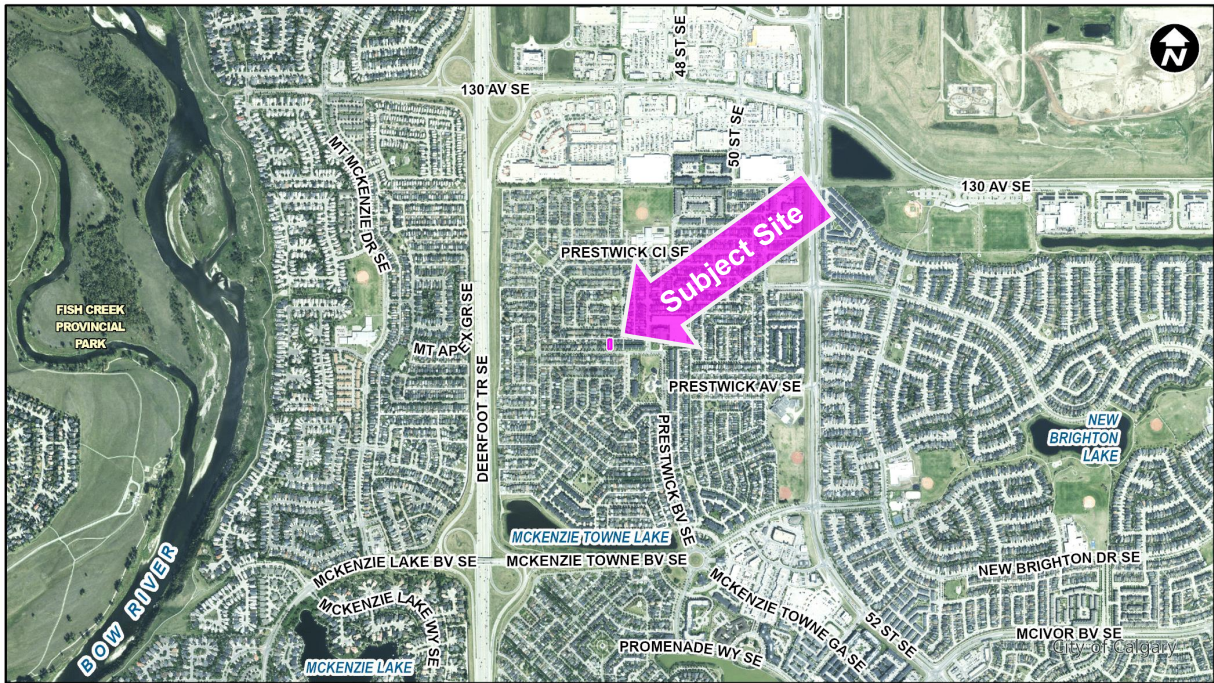 48 ST SE
N
130 AV SE
50 ST SE
MT MCKENZIE DR SE
130 AV SE
PRESTWICK CI SE
Subject Site
FISH CREEK
PROVINCIAL
PARK
MT APEX GR SE
DEERFOOT TR SE
PRESTWICK AV SE
PRESTWICK BV SE
NEW
BRIGHTON
LAKE
MCKENZIE TOWNE LAKE
MCKENZIE LAKE BV SE
MCKENZIE TOWNE BV SE
NEW BRIGHTON DR SE
BOW RIVER
MCKENZIE LAKE WY SE
MCKENZIE TOWNE GA SE
52 ST SE
MCIVOR BV SE
City of Calgary
PROMENADE WY SE
MCKENZIE LAKE